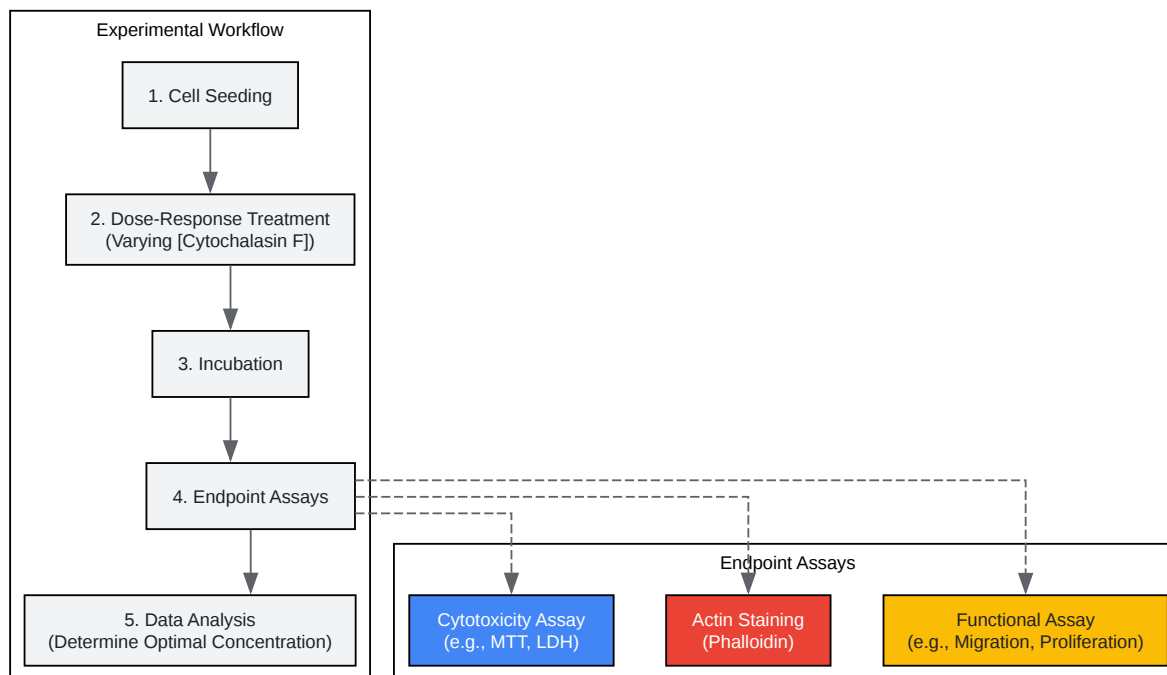 Experimental Workflow
1. Cell Seeding
2. Dose-Response Treatment
(Varying [Cytochalasin F])
3. Incubation
4. Endpoint Assays
5. Data Analysis
(Determine Optimal Concentration)
Endpoint Assays
Cytotoxicity Assay
(e.g., MTT, LDH)
Actin Staining
(Phalloidin)
Functional Assay
(e.g., Migration, Proliferation)